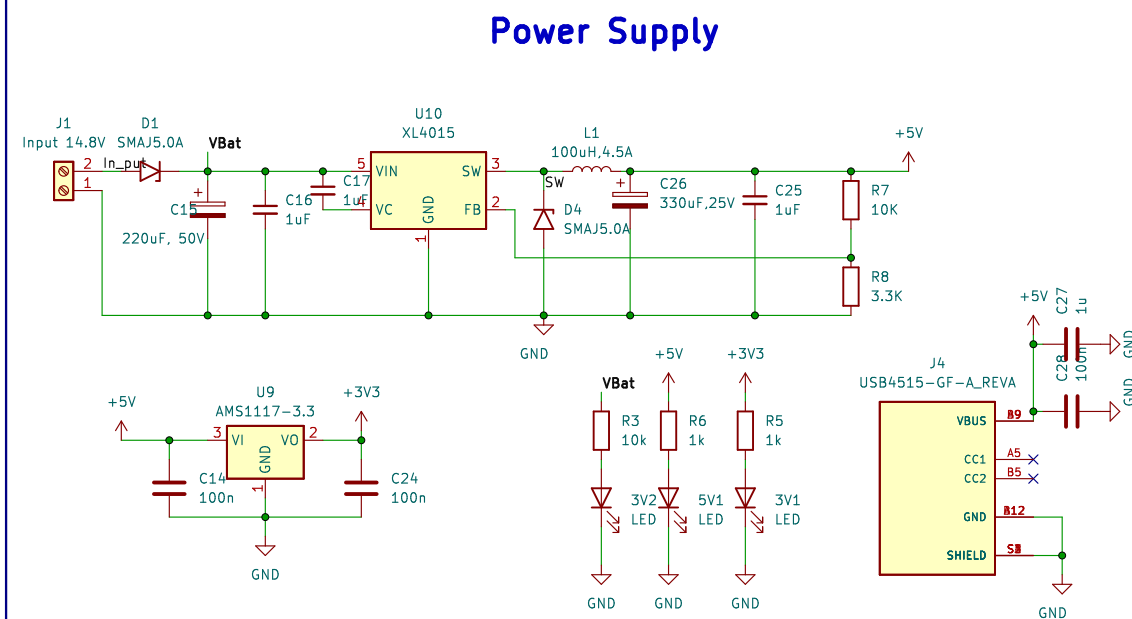 Power Supply
J1
Input 14.8V
2
1
In_put
D1
SMAJ5.0A
VBat
+
C15
220uF, 50V
C16
1uF
C17
1uF
U10
XL4015
5
VIN
4
VC
GND
1
SW
3
FB
2
SW
D4
SMAJ5.0A
L1
100uH,4.5A
+
C26
330uF,25V
C25
1uF
+5V
R7
10K
R8
3.3K
GND
+5V
U9
AMS1117-3.3
3
VI
VO
2
GND
1
+3V3
C14
100n
C24
100n
GND
VBat
R3
10k
3V2
LED
GND
+5V
R6
1k
5V1
LED
GND
+3V3
R5
1k
3V1
LED
GND
+5V
C27
1u
GND
C28
100n
GND
J4
USB4515-GF-A_REVA
VBUS
CC1
A5
CC2
B5
GND
SHIELD
GND